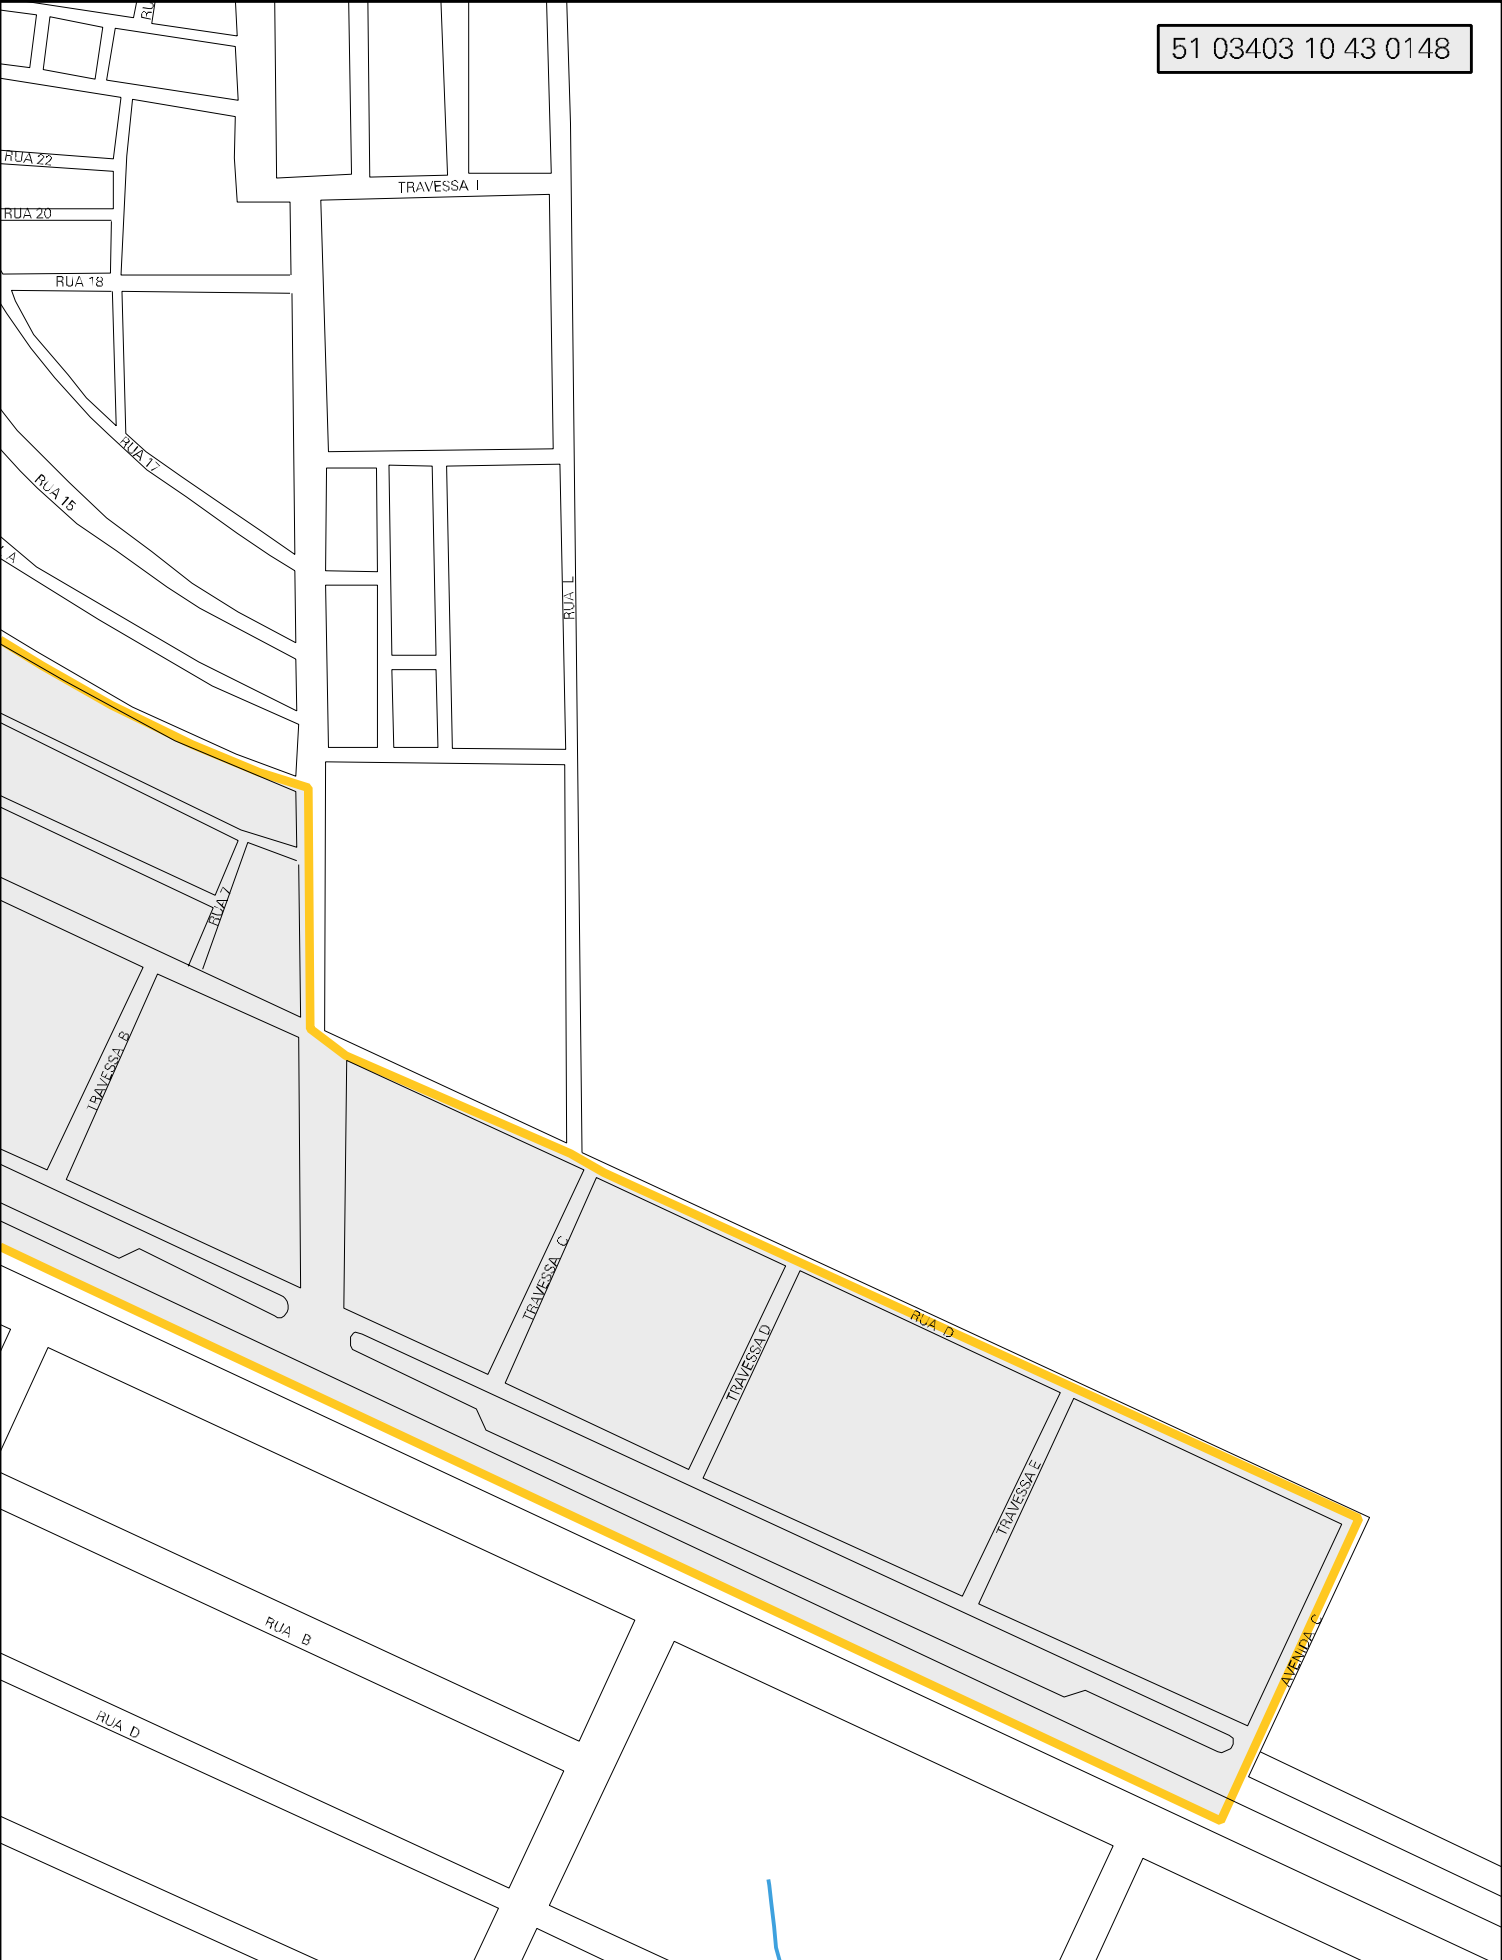 RU
51 03403 10 43 0148
RUA 22
TRAVESSA I
RUA 20
RUA 18
RUA 17
RUA 15
A
RUA L
RUA 7
TRAVESSA B
TRAVESSA C
TRAVESSA D
RUA D
TRAVESSA E
AVENIDA C
RUA B
RUA D